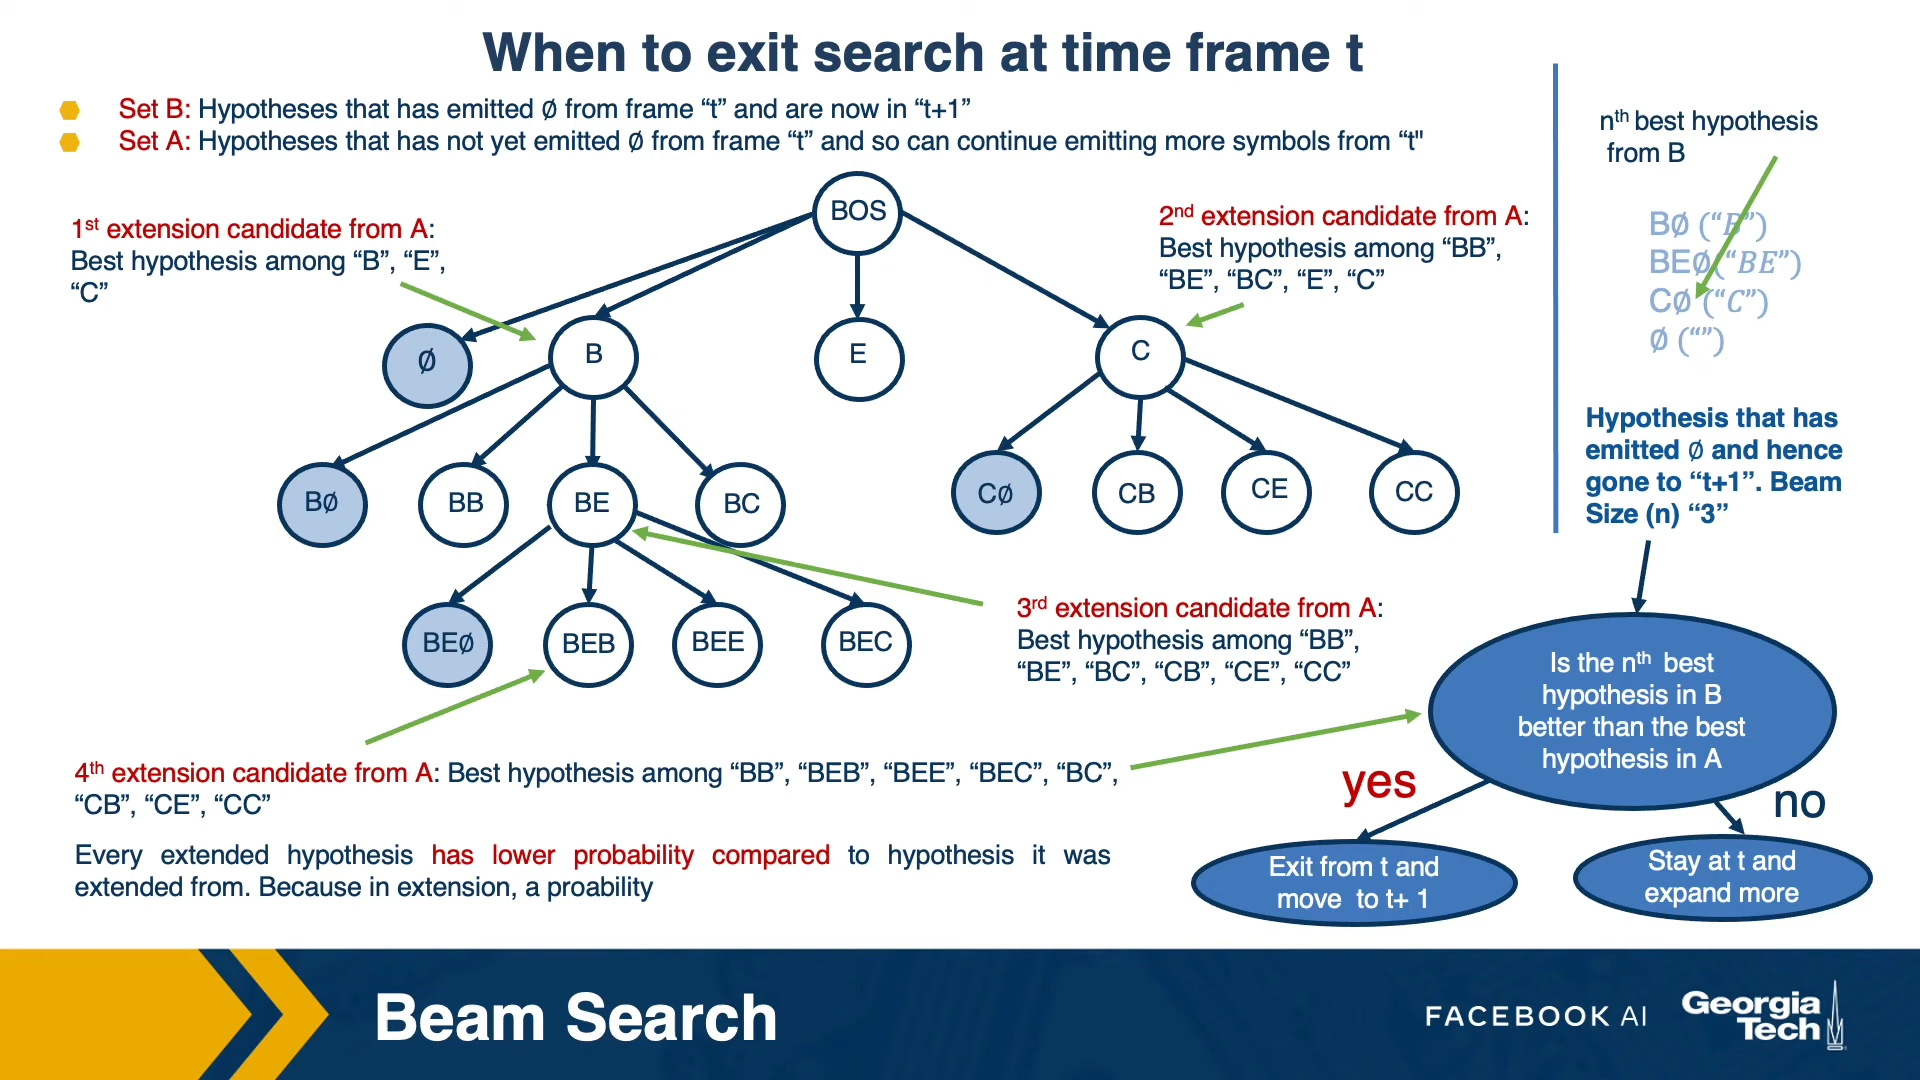 When to exit search at time frame t
Set B: Hypotheses that has emitted ∅ from frame “t” and are now in “t+1”
Set A: Hypotheses that has not yet emitted ∅ from frame “t” and so can continue emitting more symbols from “t"
1st extension candidate from A:
Best hypothesis among “B”, “E”,
“C”
BOS
2nd extension candidate from A:
Best hypothesis among “BB”,
“BE”, “BC”, “E”, “C”
nth best hypothesis
from B
B∅ (“B”)
BE∅(“BE”)
C∅ (“C”)
∅ (“”)
∅
B
E
C
Hypothesis that has
emitted ∅ and hence
gone to “t+1”. Beam
Size (n) “3”
B∅
BB
BE
BC
C∅
CB
CE
CC
BE∅
BEB
BEE
BEC
3rd extension candidate from A:
Best hypothesis among “BB”,
“BE”, “BC”, “CB”, “CE”, “CC”
Is the nth best
hypothesis in B
better than the best
hypothesis in A
4th extension candidate from A: Best hypothesis among “BB”, “BEB”, “BEE”, “BEC”, “BC”,
“CB”, “CE”, “CC”
yes
no
Every extended hypothesis has lower probability compared to hypothesis it was
extended from. Because in extension, a proability
Exit from t and
move to t+ 1
Stay at t and
expand more
Beam Search
FACEBOOK AI
Georgia
Tech